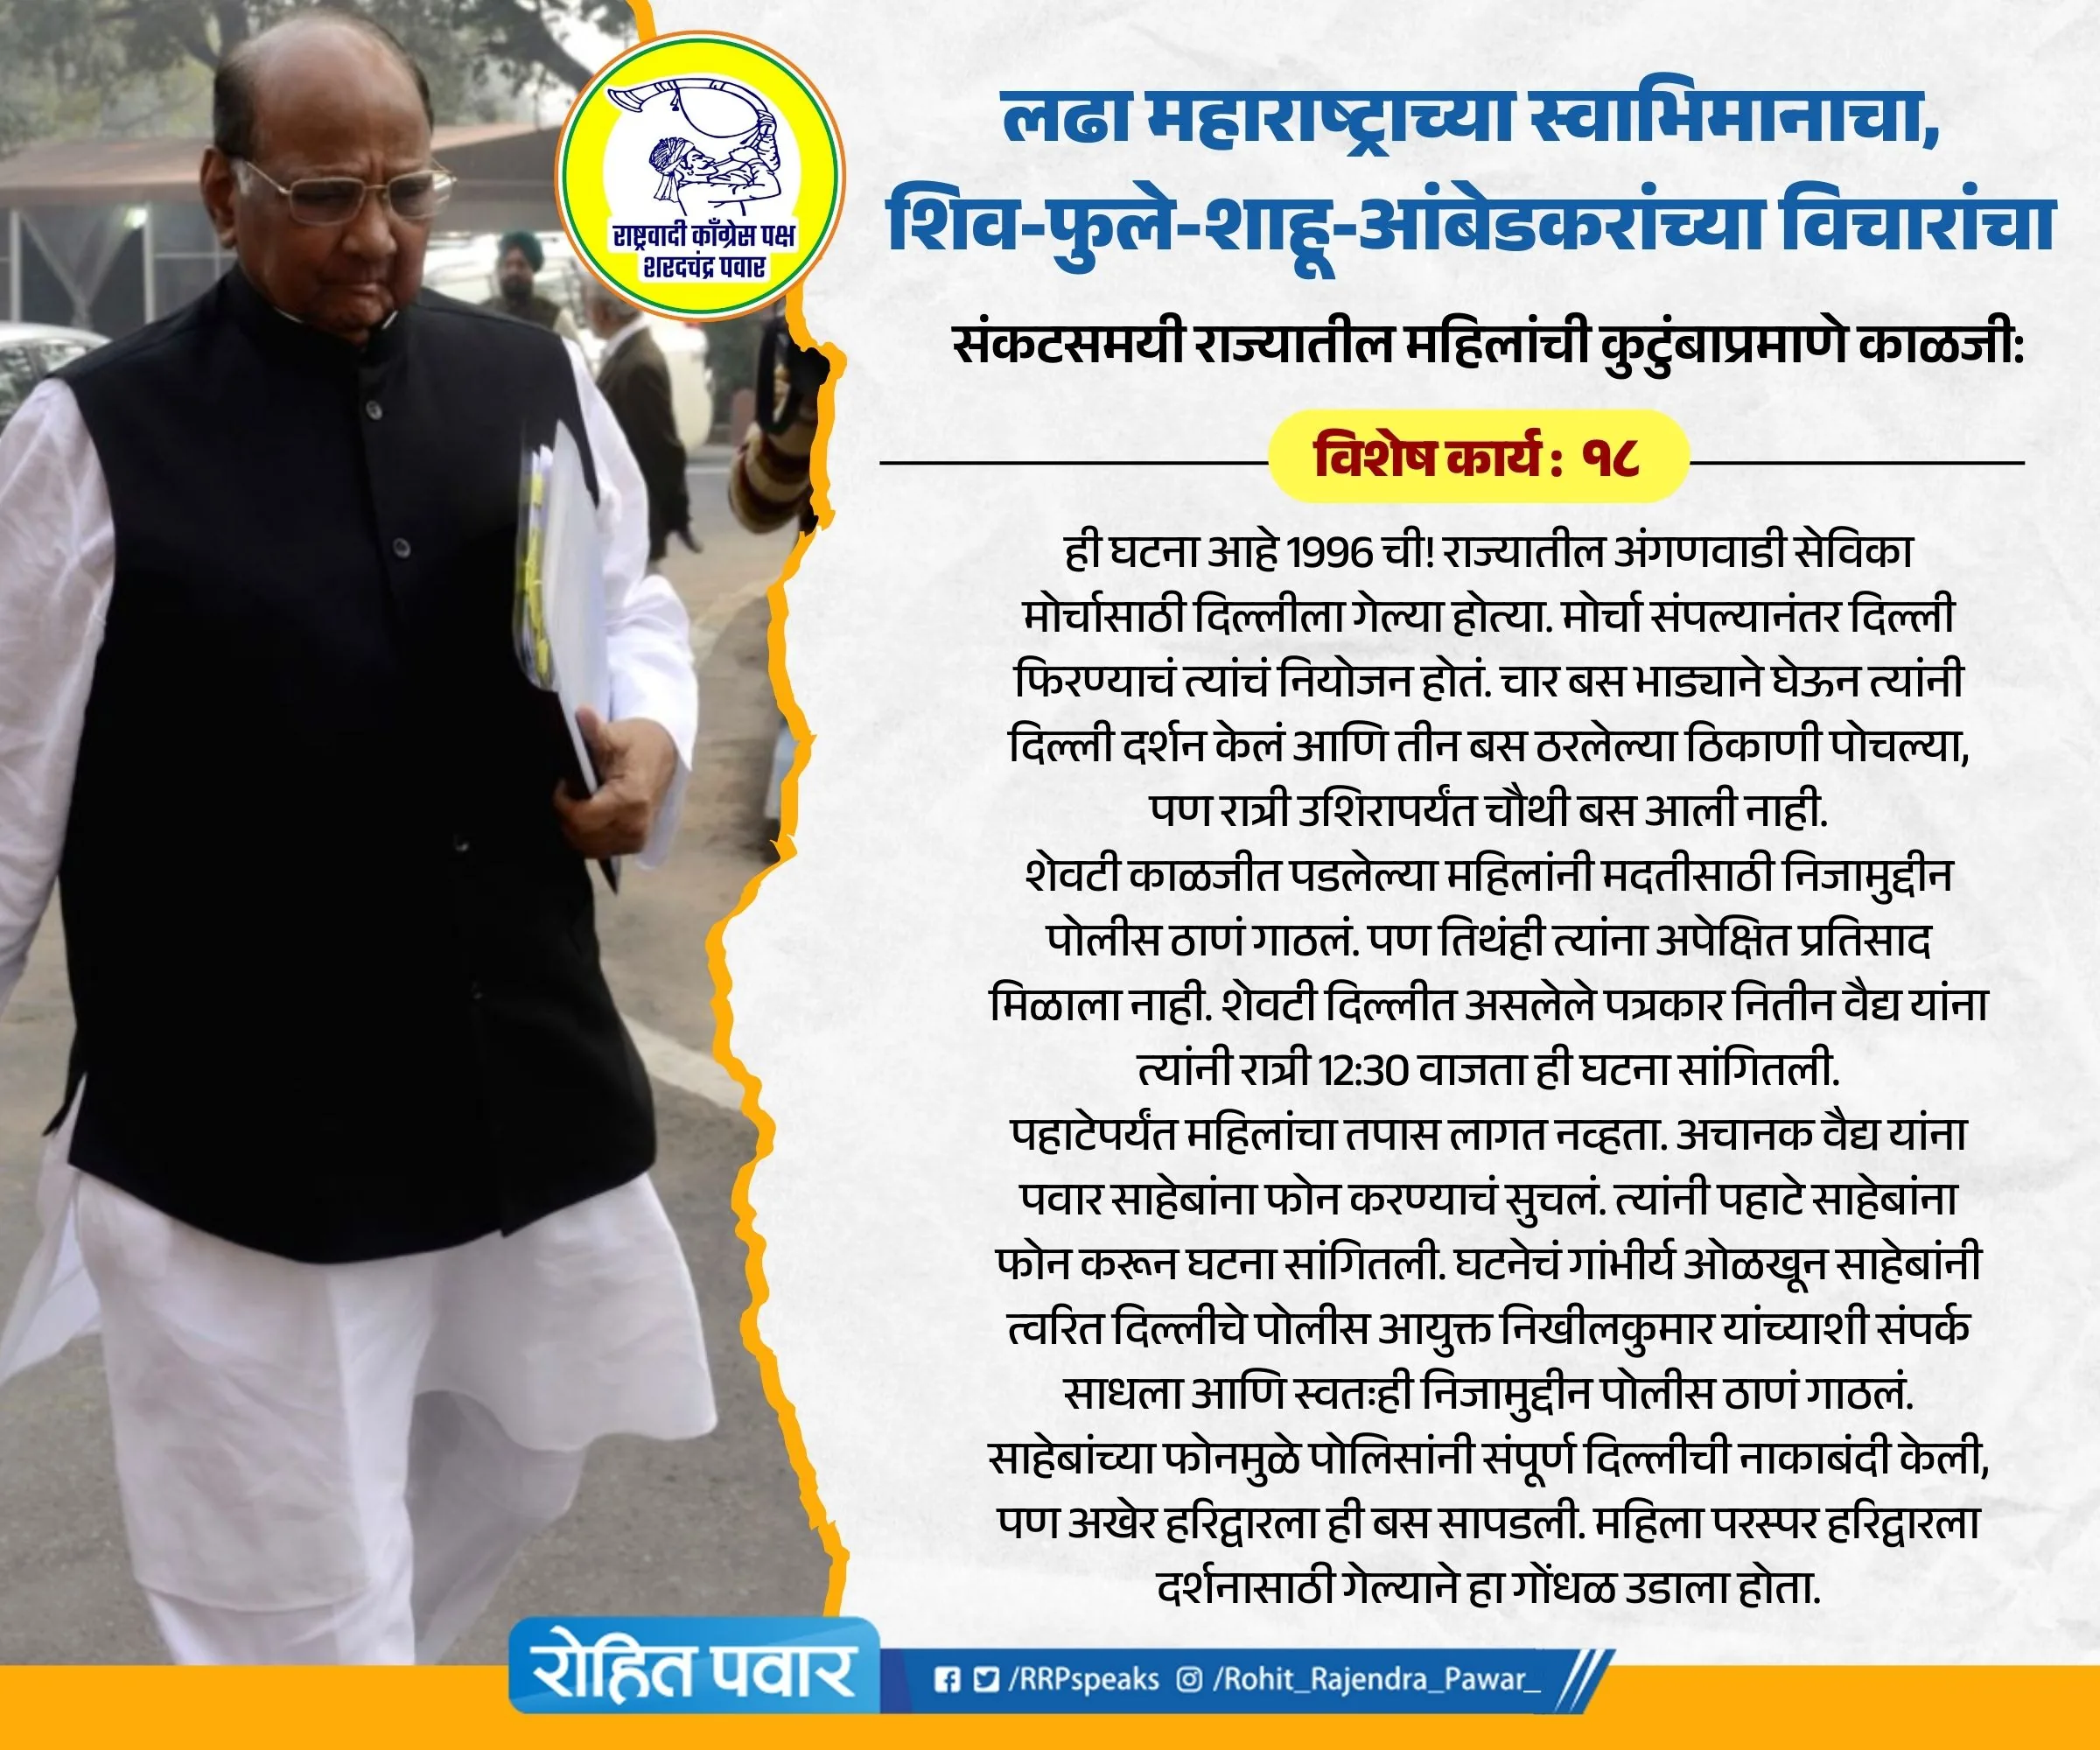 राष्ट्रवादी काँग्रेस पक्ष
शरदचंद्र पवार
लढा महाराष्ट्राच्या स्वाभिमानाचा,
शिव-फुले-शाहू-आंबेडकरांच्या विचारांचा
संकटसमयी राज्यातील महिलांची कुटुंबाप्रमाणे काळजी:
विशेष कार्य : १८
ही घटना आहे 1996 ची! राज्यातील अंगणवाडी सेविका
मोर्चासाठी दिल्लीला गेल्या होत्या. मोर्चा संपल्यानंतर दिल्ली
फिरण्याचं त्यांचं नियोजन होतं. चार बस भाड्याने घेऊन त्यांनी
दिल्ली दर्शन केलं आणि तीन बस ठरलेल्या ठिकाणी पोचल्या,
पण रात्री उशिरापर्यंत चौथी बस आली नाही.
शेवटी काळजीत पडलेल्या महिलांनी मदतीसाठी निजामुद्दीन
पोलीस ठाणं गाठलं. पण तिथंही त्यांना अपेक्षित प्रतिसाद
मिळाला नाही. शेवटी दिल्लीत असलेले पत्रकार नितीन वैद्य यांना
त्यांनी रात्री 12:30 वाजता ही घटना सांगितली.
पहाटेपर्यंत महिलांचा तपास लागत नव्हता. अचानक वैद्य यांना
पवार साहेबांना फोन करण्याचं सुचलं. त्यांनी पहाटे साहेबांना
फोन करून घटना सांगितली. घटनेचं गांभीर्य ओळखून साहेबांनी
त्वरित दिल्लीचे पोलीस आयुक्त निखीलकुमार यांच्याशी संपर्क
साधला आणि स्वतःही निजामुद्दीन पोलीस ठाणं गाठलं.
साहेबांच्या फोनमुळे पोलिसांनी संपूर्ण दिल्लीची नाकाबंदी केली,
पण अखेर हरिद्वारला ही बस सापडली. महिला परस्पर हरिद्वारला
दर्शनासाठी गेल्याने हा गोंधळ उडाला होता.
रोहित पवार
/RRPspeaks /Rohit_Rajendra_Pawar_